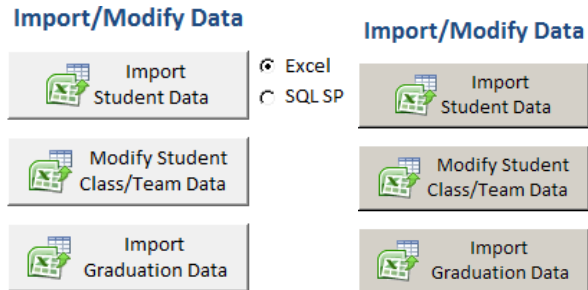 Import/Modify Data
Import
Student Data
Excel
SQL SP
Modify Student
Class/Team Data
Import
Graduation Data
Import/Modify Data
Import
Student Data
Modify Student
Class/Team Data
Import
Graduation Data